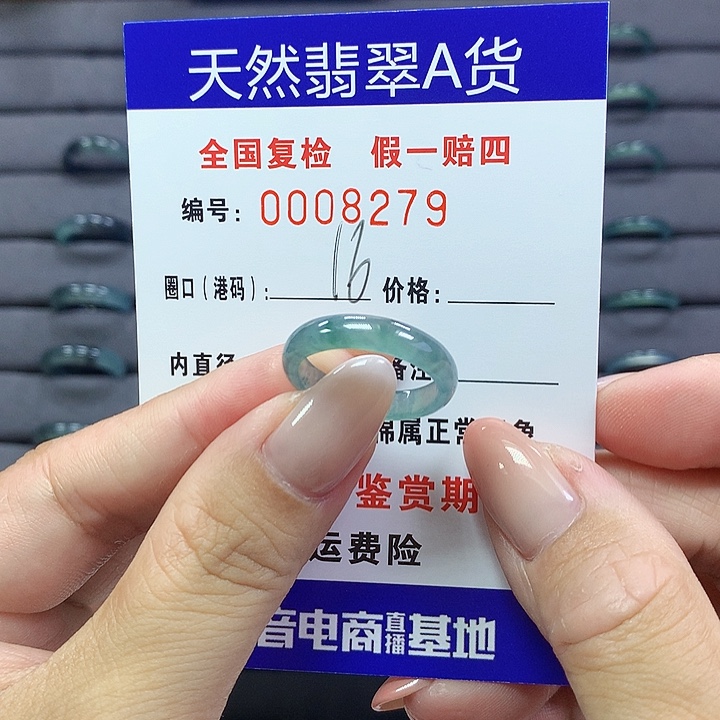 天然翡翠A货
全国复检 假一赔四
编号: 0008279
圈口(港码): 16 价格:
内直径 备注
棉属正常
鉴赏期
运费险
音电商直播基地